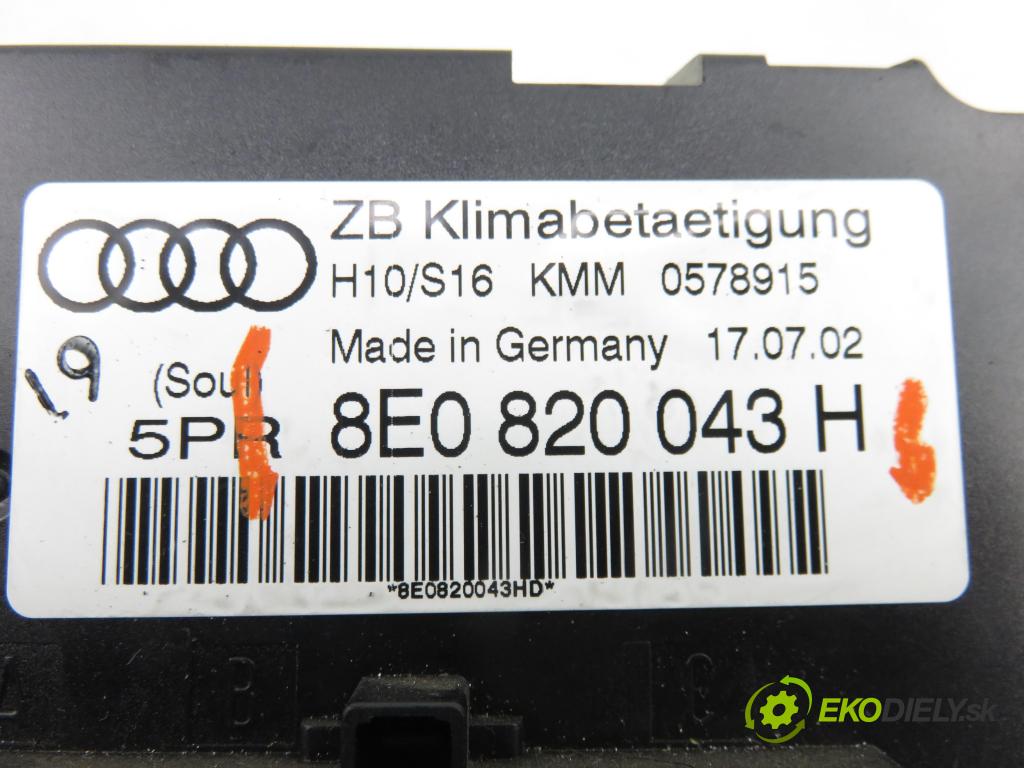 ZB Klimabetaetigung
H10/S16 KMM 0578915
Made in Germany 17.07.02
19
5PR 8E0 820 043 H
*8E0820043HD*
A B C
EKODIELY.sk